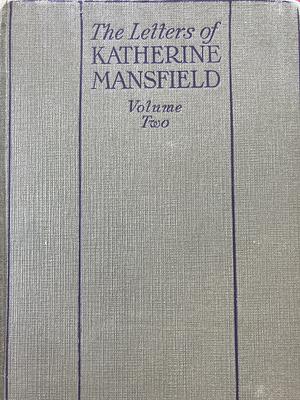 The Letters of
KATHERINE
MANSFIELD
Volume
Two